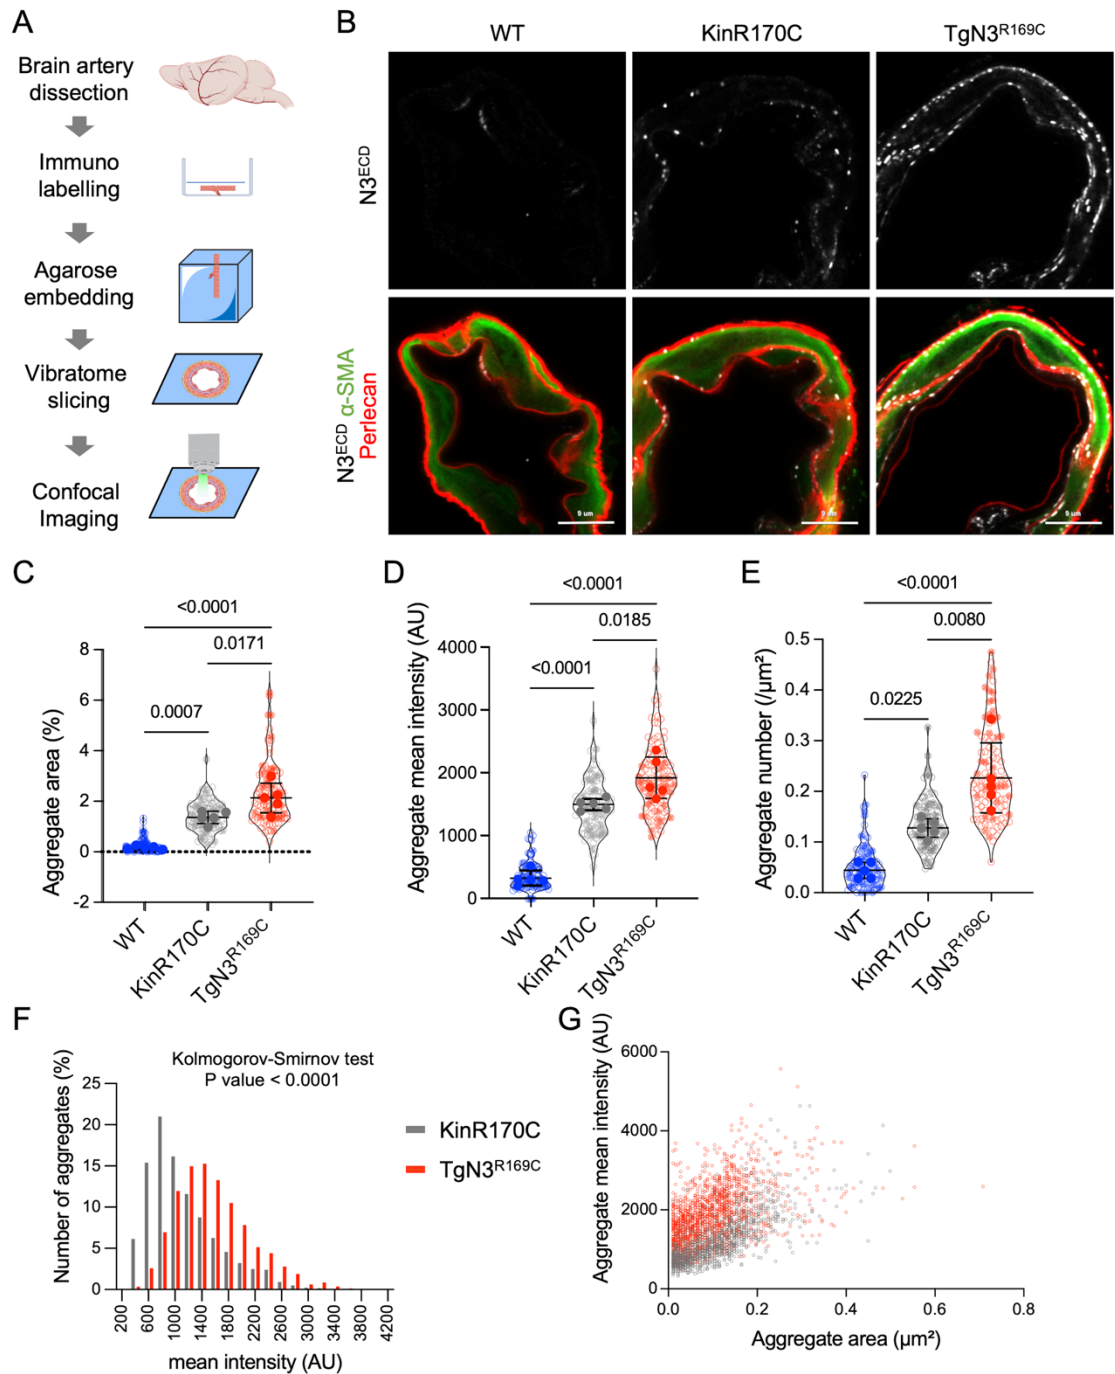 A
Brain artery
dissection
Immuno
labelling
Agarose
embedding
Vibratome
slicing
Confocal
Imaging
B
WT
KinR170C
TgN3R169C
N3ECD
N3ECD α-SMA
Perlecan
9 um
9 um
9 um
C
<0.0001
0.0171
0.0007
Aggregate area (%)
8
6
4
2
0
-2
WT
KinR170C
TgN3R169C
D
<0.0001
0.0185
<0.0001
Aggregate mean intensity (AU)
4000
3000
2000
1000
0
WT
KinR170C
TgN3R169C
E
<0.0001
0.0080
0.0225
Aggregate number (/µm²)
0.5
0.4
0.3
0.2
0.1
0.0
WT
KinR170C
TgN3R169C
F
Kolmogorov-Smirnov test
P value < 0.0001
Number of aggregates (%)
25
20
15
10
5
0
200
600
1000
1400
1800
2200
2600
3000
3400
3800
4200
mean intensity (AU)
KinR170C
TgN3R169C
G
Aggregate mean intensity (AU)
6000
4000
2000
0
0.0
0.2
0.4
0.6
0.8
Aggregate area (µm²)